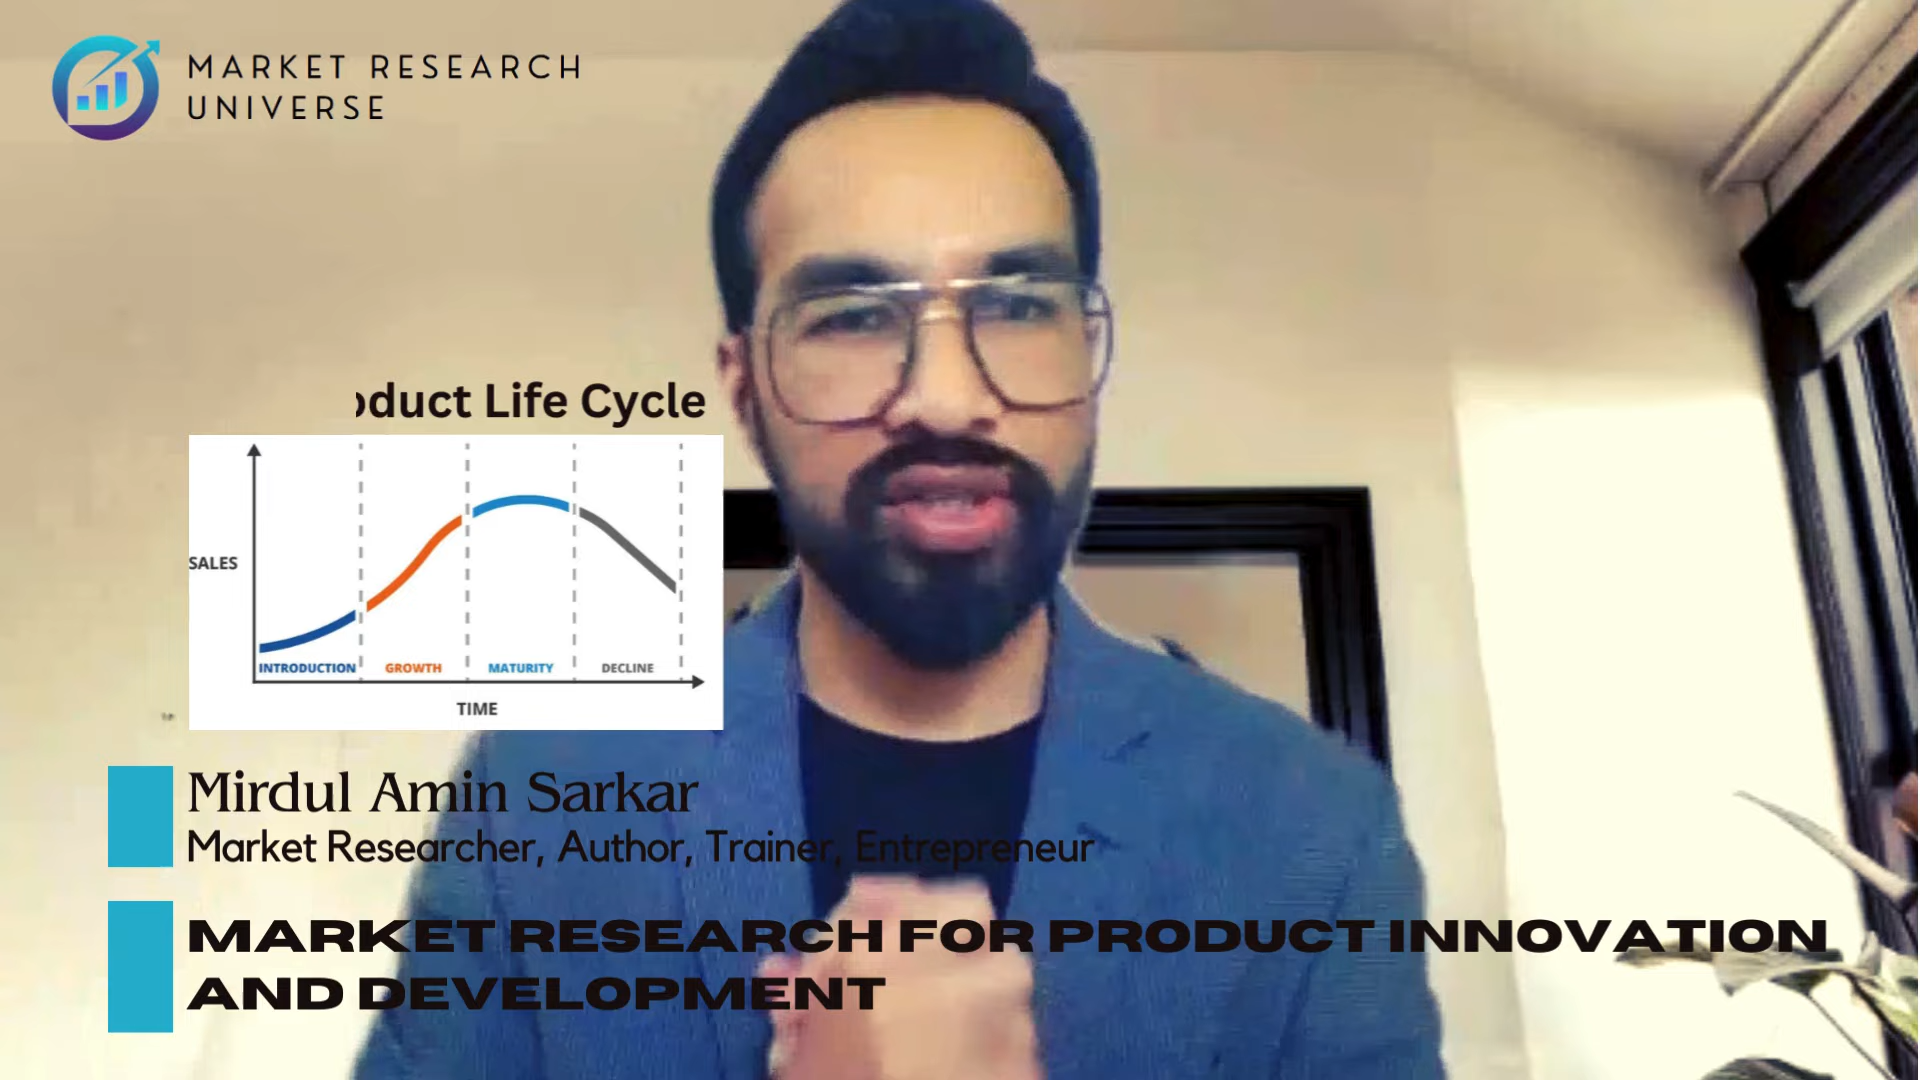 MARKET RESEARCH
UNIVERSE
oduct Life Cycle
SALES
INTRODUCTION
GROWTH
MATURITY
DECLINE
TIME
Mirdul Amin Sarkar
Market Researcher, Author, Trainer, Entrepreneur
MARKET RESEARCH FOR PRODUCT INNOVATION
AND DEVELOPMENT